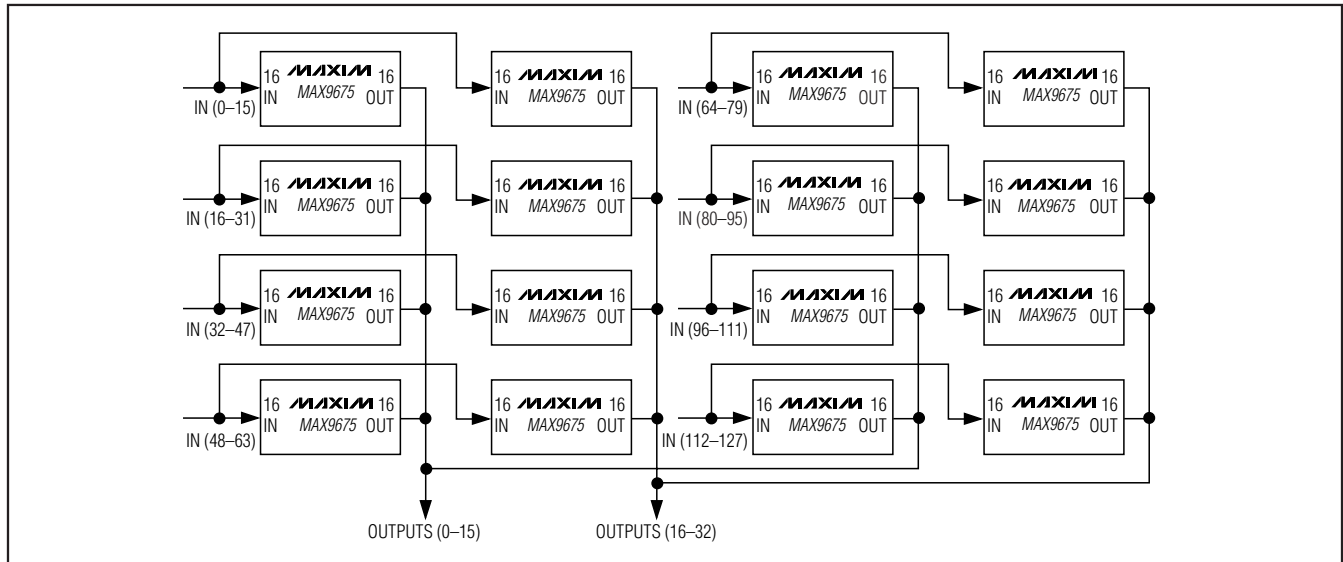 16 MAXIM 16 16 MAXIM 16 16 MAXIM 16 16 MAXIM 16
IN MAX9675 OUT IN MAX9675 OUT IN MAX9675 OUT IN MAX9675 OUT
IN (0–15) IN (64–79)
16 MAXIM 16 16 MAXIM 16 16 MAXIM 16 16 MAXIM 16
IN MAX9675 OUT IN MAX9675 OUT IN MAX9675 OUT IN MAX9675 OUT
IN (16–31) IN (80–95)
16 MAXIM 16 16 MAXIM 16 16 MAXIM 16 16 MAXIM 16
IN MAX9675 OUT IN MAX9675 OUT IN MAX9675 OUT IN MAX9675 OUT
IN (32–47) IN (96–111)
16 MAXIM 16 16 MAXIM 16 16 MAXIM 16 16 MAXIM 16
IN MAX9675 OUT IN MAX9675 OUT IN MAX9675 OUT IN MAX9675 OUT
IN (48–63) IN (112–127)
OUTPUTS (0–15) OUTPUTS (16–32)